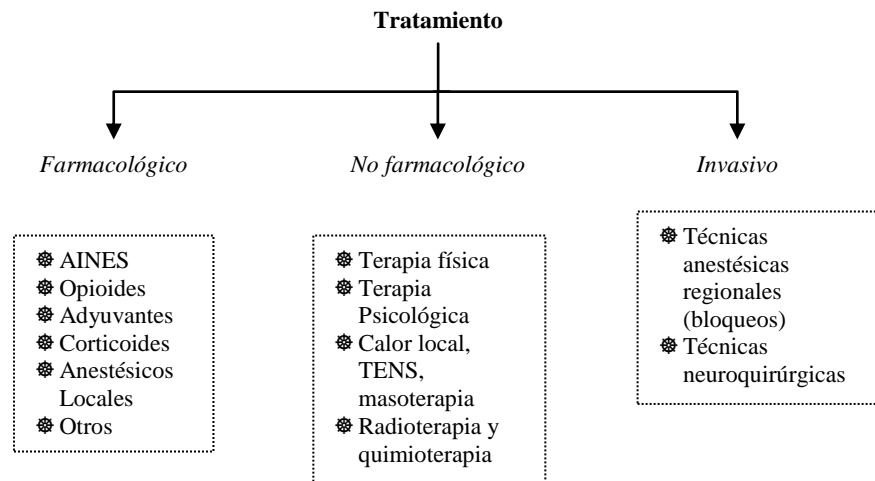 Tratamiento
Farmacológico
No farmacológico
Invasivo
AINES
Opioides
Adyuvantes
Corticoides
Anestésicos
Locales
Otros
Terapia física
Terapia
Psicológica
Calor local,
TENS,
masoterapia
Radioterapia y
quimioterapia
Técnicas
anestésicas
regionales
(bloqueos)
Técnicas
neuroquirúrgicas